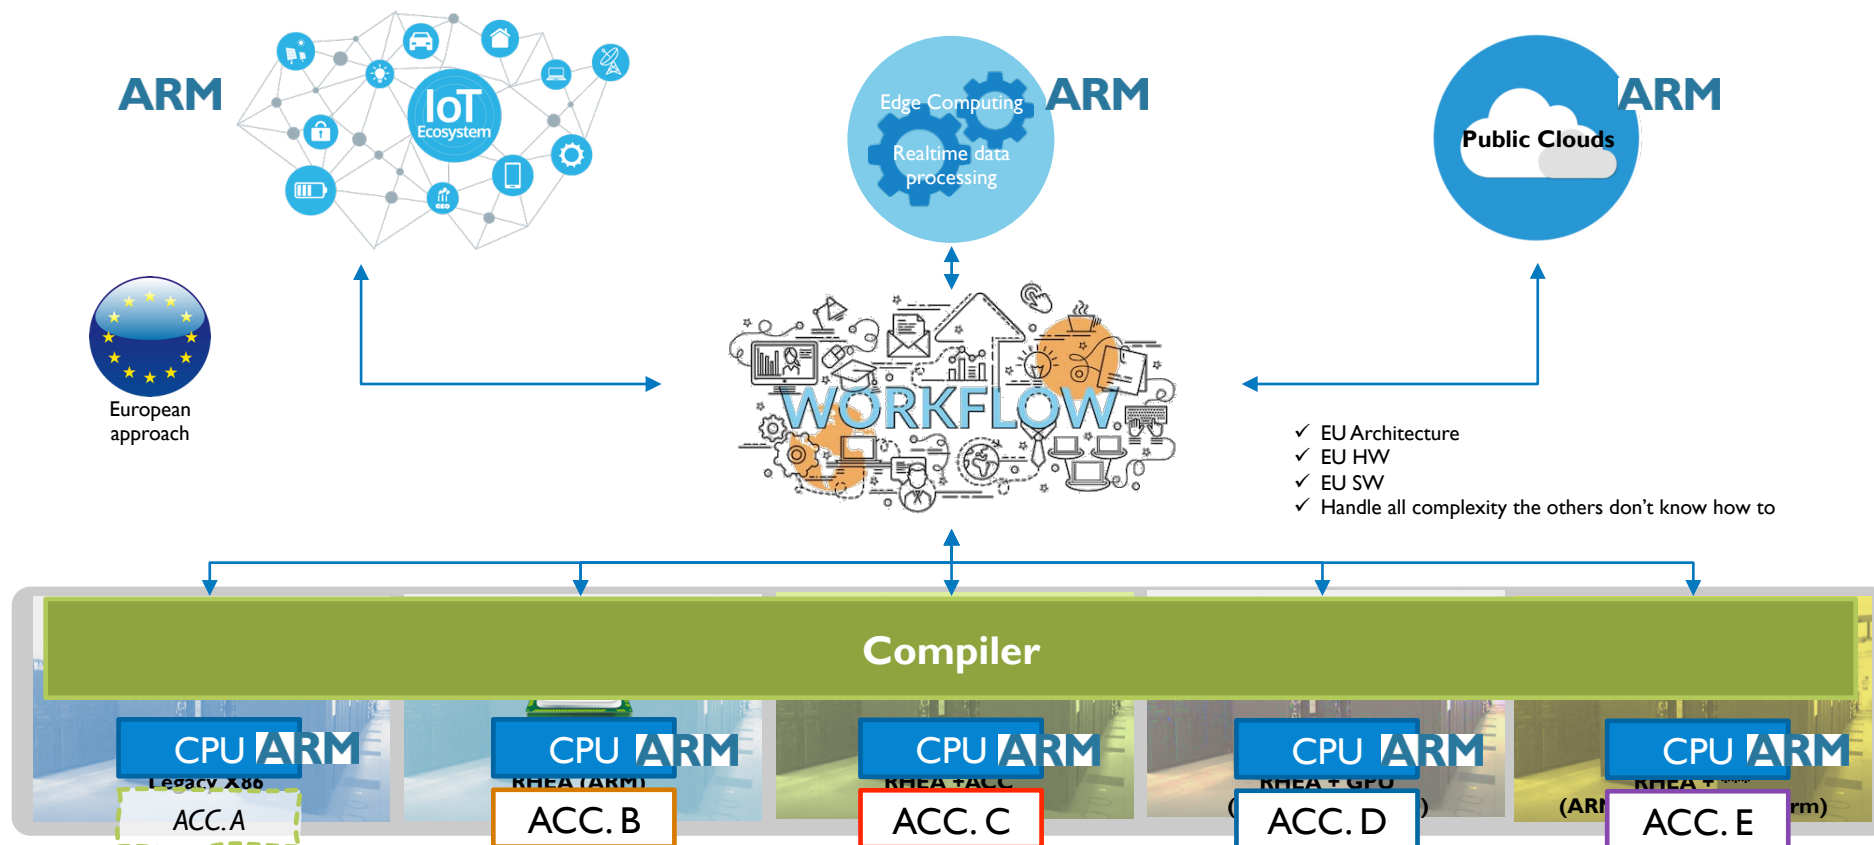 ARM
IoT
Ecosystem
GEO
Edge Computing
Realtime data
processing
ARM
Public Clouds
ARM
European
approach
WORKFLOW
✓ EU Architecture
✓ EU HW
✓ EU SW
✓ Handle all complexity the others don't know how to
Compiler
CPU ARM
Legacy X86
ACC. A
CPU ARM
RHEA (ARM)
ACC. B
CPU ARM
RHEA +ACC
ACC. C
CPU ARM
RHEA + GPU
ACC. D
CPU ARM
RHEA + ***
ACC. E